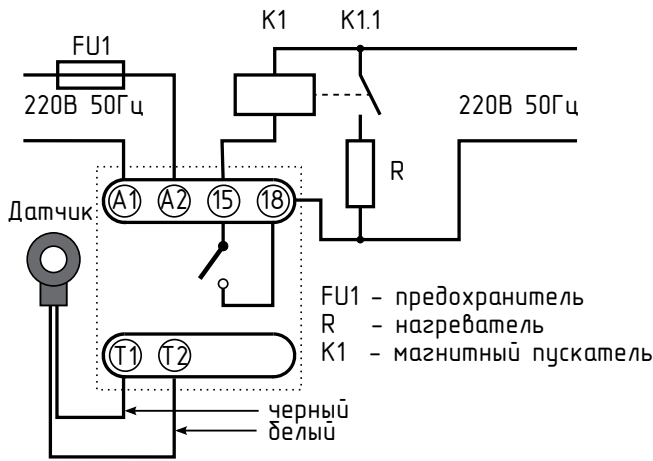 K1 K1.1
FU1
220В 50Гц
220В 50Гц
R
A1 A2 15 18
Датчик
FU1 - предохранитель
R - нагреватель
K1 - магнитный пускатель
T1 T2
черный
белый